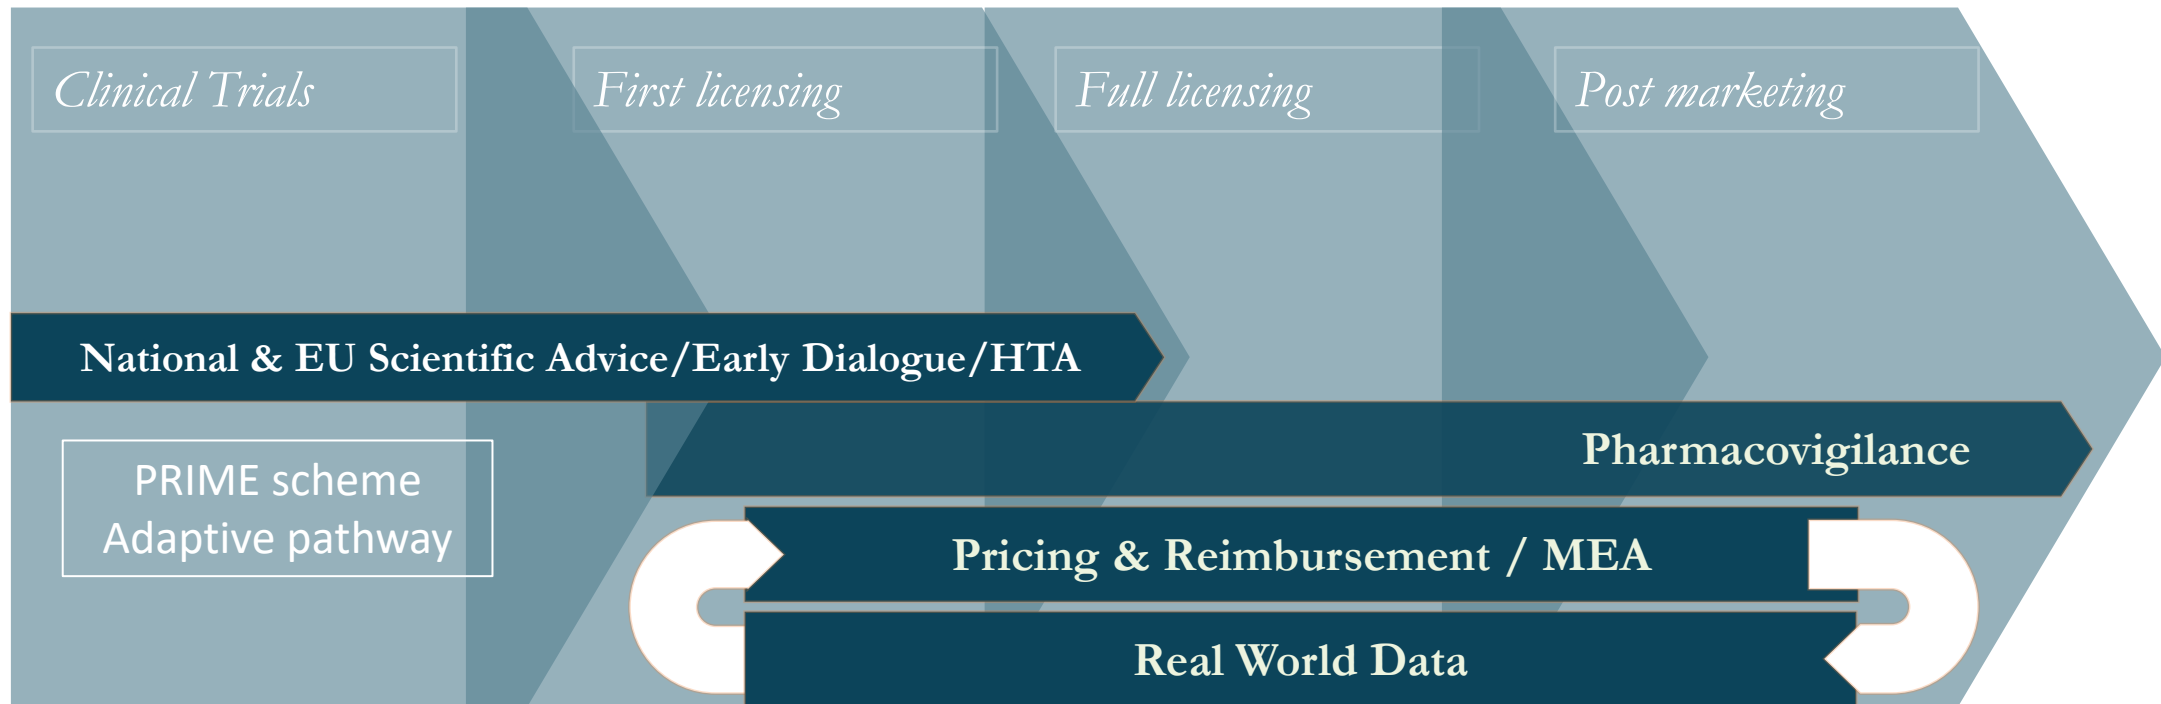 Clinical Trials
First licensing
Full licensing
Post marketing
National & EU Scientific Advice/Early Dialogue/HTA
Pharmacovigilance
PRIME scheme
Adaptive pathway
Pricing & Reimbursement / MEA
Real World Data